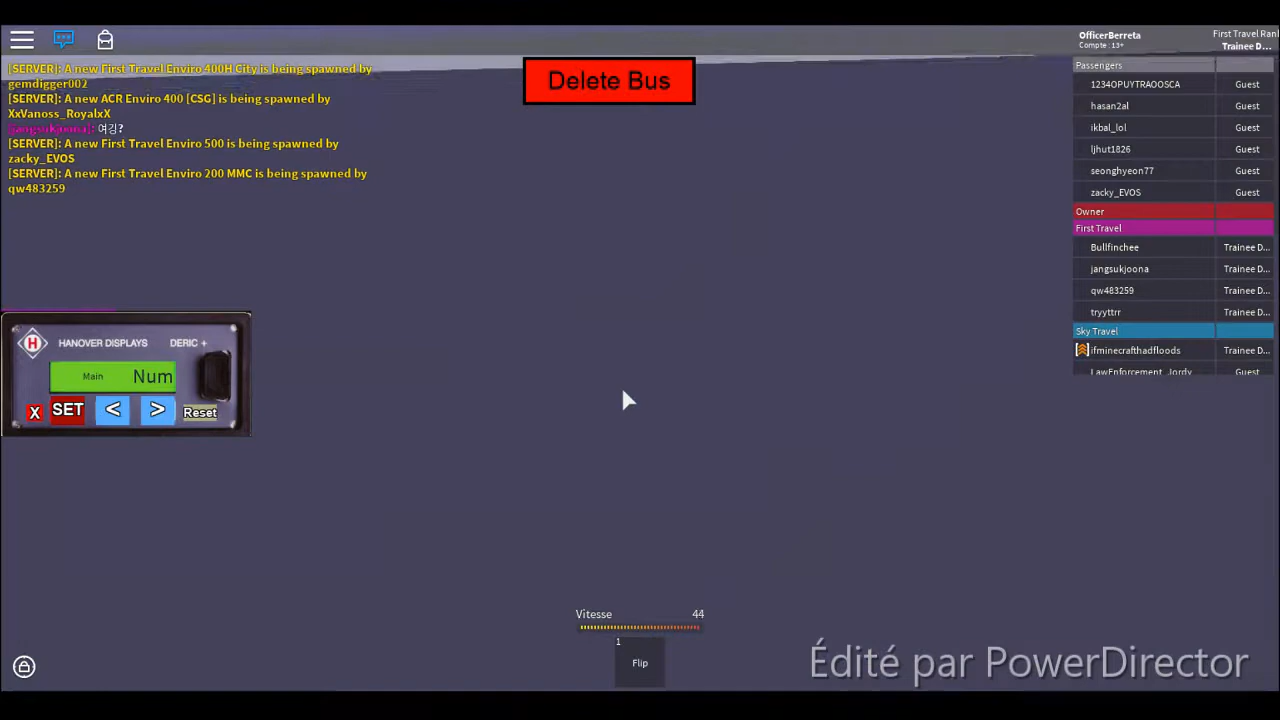 OfficerBerreta
Compte: 13+
First Travel Ran
Trainee D...
[SERVER]: A new First Travel Enviro 400H City is being spawned by
gemdigger002
[SERVER]: A new ACR Enviro 400 [CSG] is being spawned by
XxVanoss_RoyalxX
[jangsukjoona]: 여김?
[SERVER]: A new First Travel Enviro 500 is being spawned by
zacky_EVOS
[SERVER]: A new First Travel Enviro 200 MMC is being spawned by
qw483259
Delete Bus
Passengers
1234OPUYTRAOOSCA Guest
hasan2al Guest
ikbal_lol Guest
ljhut1826 Guest
seonghyeon77 Guest
zacky_EVOS Guest
Owner
First Travel
Bullfinchee Trainee D...
jangsukjoona Trainee D...
qw483259 Trainee D...
tryyttrr Trainee D...
Sky Travel
ifminecrafthadfloods Trainee D...
LawEnforcement_Jordy Guest
H HANOVER DISPLAYS DERIC +
Main Num
X SET < > Reset
Vitesse 44
1
Flip
Édité par PowerDirector